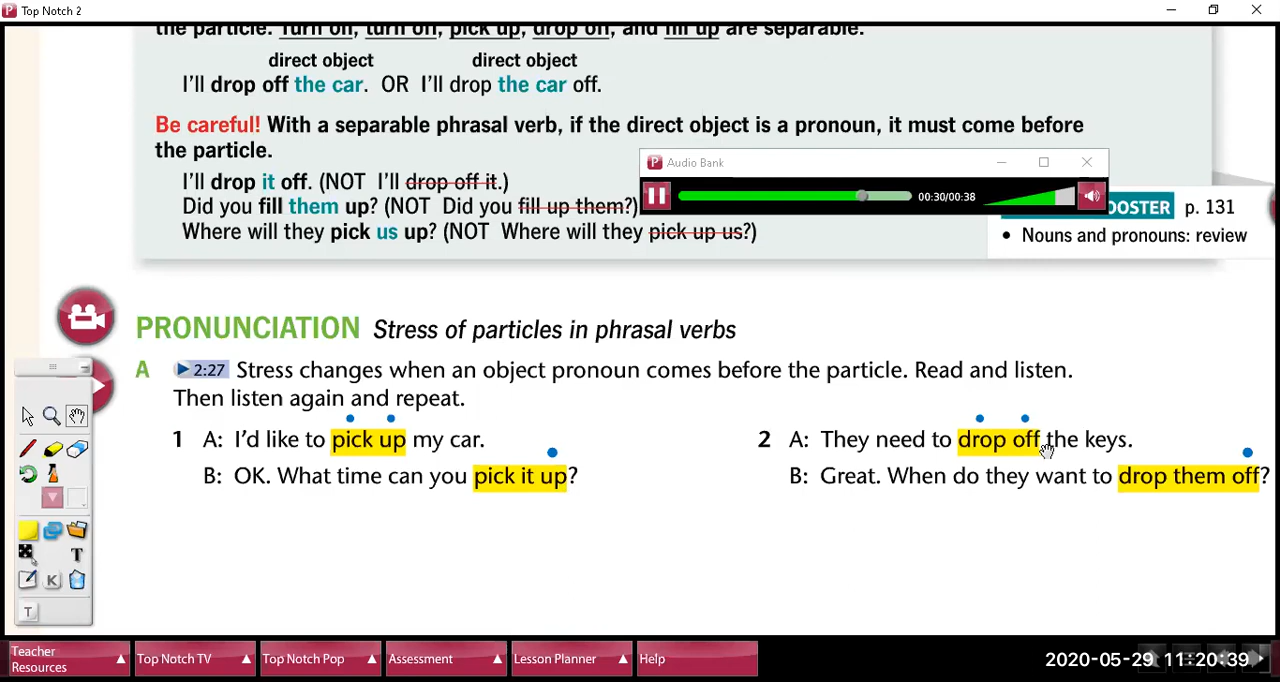 Top Notch 2
the particle. Turn on, turn off, pick up, drop off, and fill up are separable.
direct object direct object
I'll drop off the car. OR I'll drop the car off.
Be careful! With a separable phrasal verb, if the direct object is a pronoun, it must come before
the particle.
Audio Bank
I'll drop it off. (NOT I'll drop off it.)
00:30/00:38
Did you fill them up? (NOT Did you fill up them?)
OOSTER p. 131
Where will they pick us up? (NOT Where will they pick up us?)
• Nouns and pronouns: review
PRONUNCIATION Stress of particles in phrasal verbs
A 2:27 Stress changes when an object pronoun comes before the particle. Read and listen.
Then listen again and repeat.
1 A: I'd like to pick up my car.
B: OK. What time can you pick it up?
2 A: They need to drop off the keys.
B: Great. When do they want to drop them off?
T
K
T
Teacher Resources
Top Notch TV
Top Notch Pop
Assessment
Lesson Planner
Help
2020-05-29 11:20:39